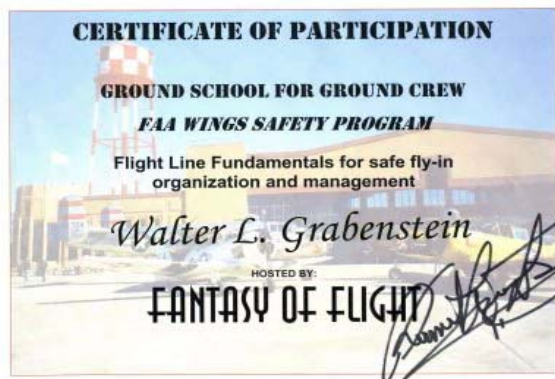 CERTIFICATE OF PARTICIPATION
GROUND SCHOOL FOR GROUND CREW
FAA WINGS SAFETY PROGRAM
Flight Line Fundamentals for safe fly-in
organization and management
Walter L. Grabenstein
HOSTED BY:
FANTASY OF FLIGHT